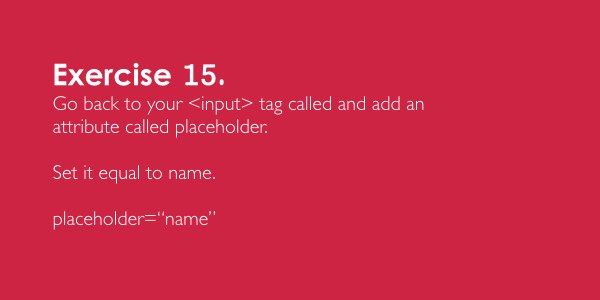 Exercise 15.
Go back to your <input> tag called and add an
attribute called placeholder.
Set it equal to name.
placeholder=“name”